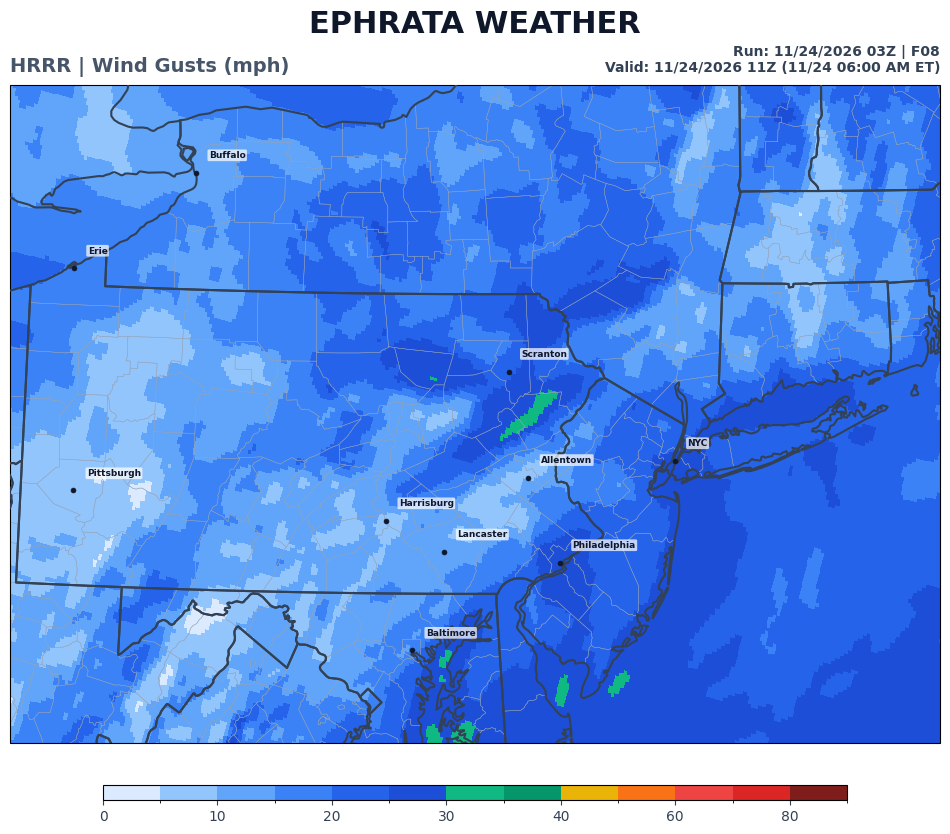 EPHRATA WEATHER
Run: 11/24/2026 03Z | F08
HRRR | Wind Gusts (mph)
Valid: 11/24/2026 11Z (11/24 06:00 AM ET)
Buffalo
Erie
Scranton
NYC
Allentown
Pittsburgh
Harrisburg
Lancaster
Philadelphia
Baltimore
0 10 20 30 40 60 80